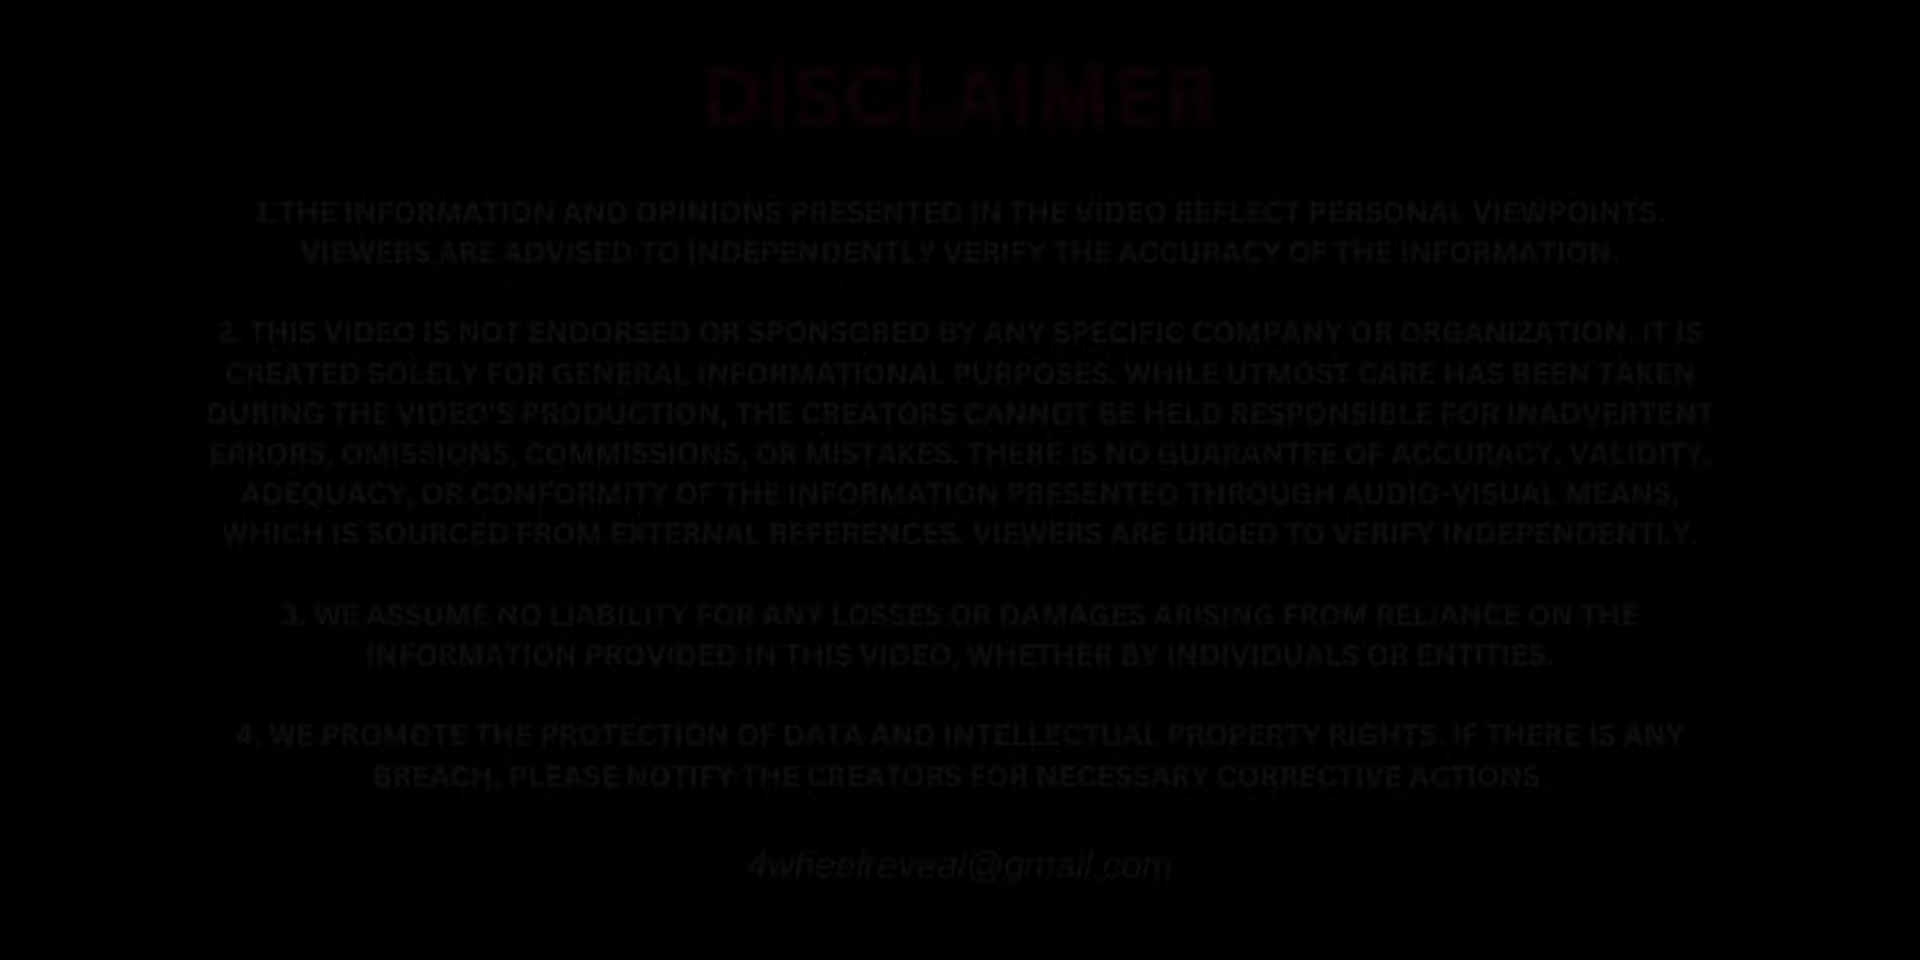 DISCLAIMER
1.THE INFORMATION AND OPINIONS PRESENTED IN THE VIDEO REFLECT PERSONAL VIEWPOINTS.
VIEWERS ARE ADVISED TO INDEPENDENTLY VERIFY THE ACCURACY OF THE INFORMATION.
2. THIS VIDEO IS NOT ENDORSED OR SPONSORED BY ANY SPECIFIC COMPANY OR ORGANIZATION, IT IS
CREATED SOLELY FOR GENERAL INFORMATIONAL PURPOSES. WHILE UTMOST CARE HAS BEEN TAKEN
DURING THE VIDEO'S PRODUCTION, THE CREATORS CANNOT BE HELD RESPONSIBLE FOR INADVERTENT
ERRORS, OMISSIONS, COMMISSIONS, OR MISTAKES. THERE IS NO GUARANTEE OF ACCURACY, VALIDITY,
ADEQUACY, OR CONFORMITY OF THE INFORMATION PRESENTED THROUGH AUDIO-VISUAL MEANS,
WHICH IS SOURCED FROM EXTERNAL REFERENCES. VIEWERS ARE URGED TO VERIFY INDEPENDENTLY.
3. WE ASSUME NO LIABILITY FOR ANY LOSSES OR DAMAGES ARISING FROM RELIANCE ON THE
INFORMATION PROVIDED IN THIS VIDEO, WHETHER BY INDIVIDUALS OR ENTITIES.
4. WE PROMOTE THE PROTECTION OF DATA AND INTELLECTUAL PROPERTY RIGHTS. IF THERE IS ANY
BREACH, PLEASE NOTIFY THE CREATORS FOR NECESSARY CORRECTIVE ACTIONS
4wheelreveal@gmail.com